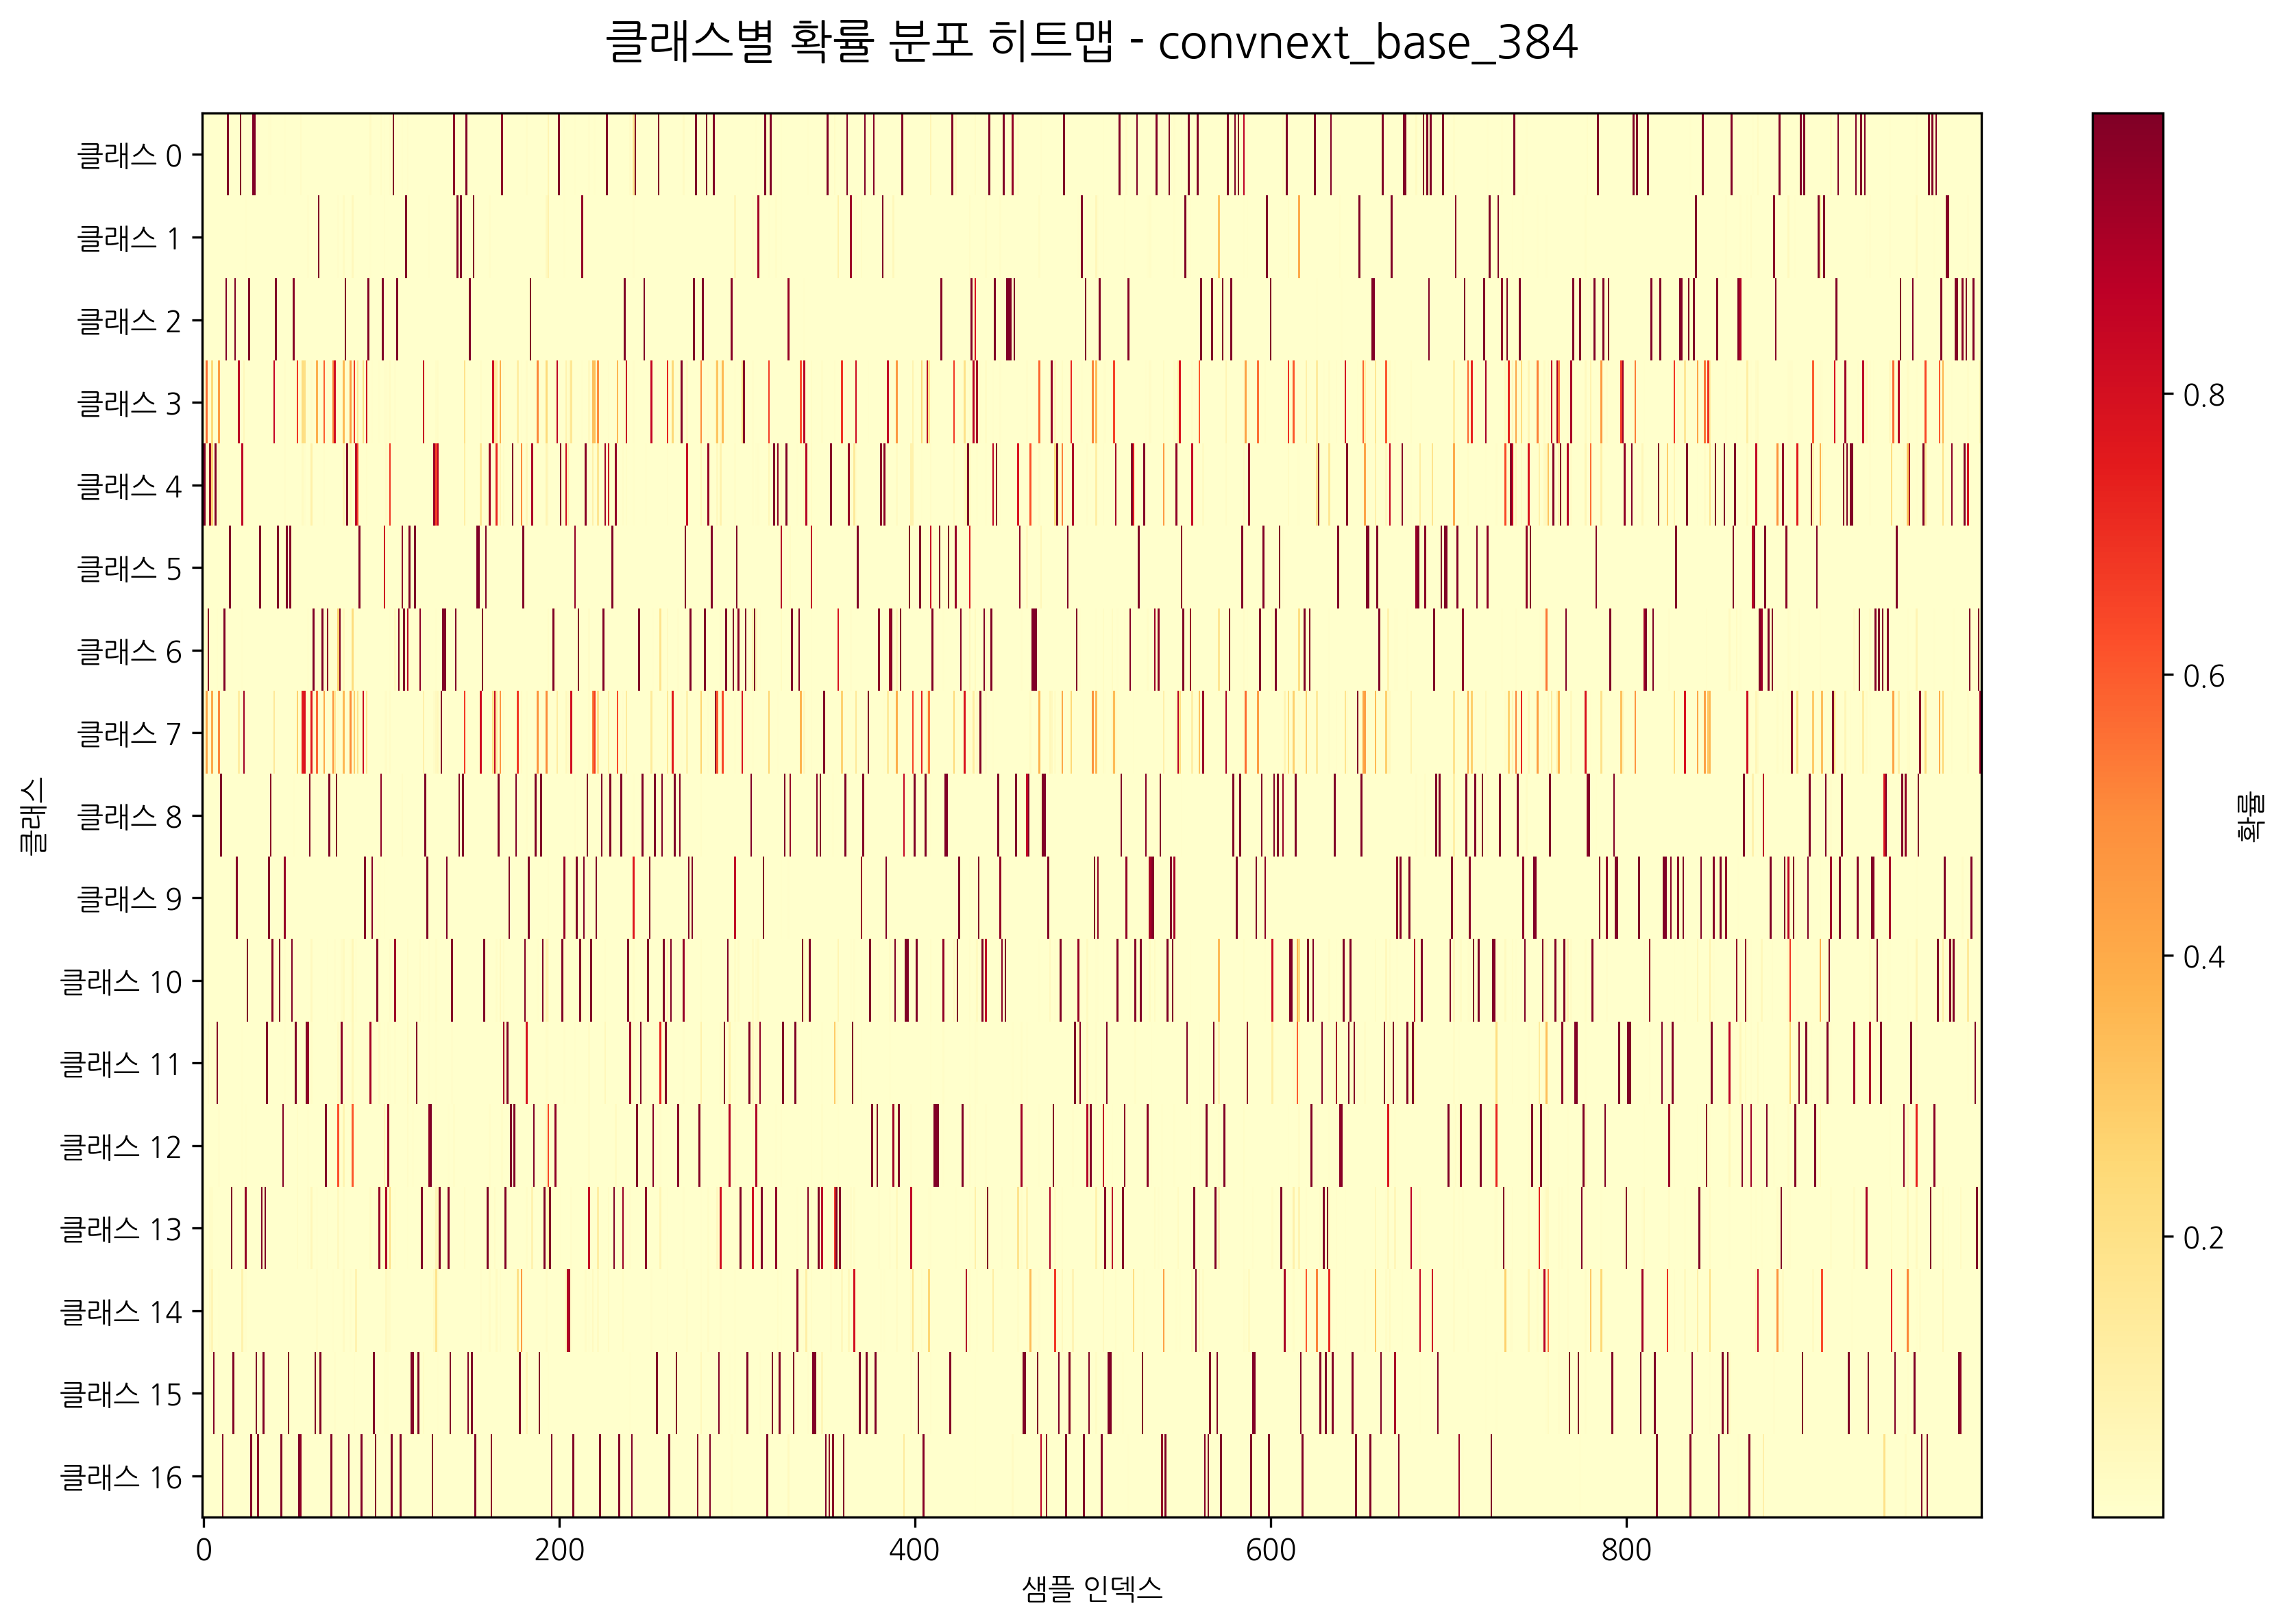 클래스별 확률 분포 히트맵 - convnext_base_384
클래스 0
클래스 1
클래스 2
클래스 3
클래스 4
클래스 5
클래스 6
클래스 7
클래스 8
클래스 9
클래스 10
클래스 11
클래스 12
클래스 13
클래스 14
클래스 15
클래스 16
클래스
0 200 400 600 800
샘플 인덱스
0.8
0.6
0.4
0.2
확률